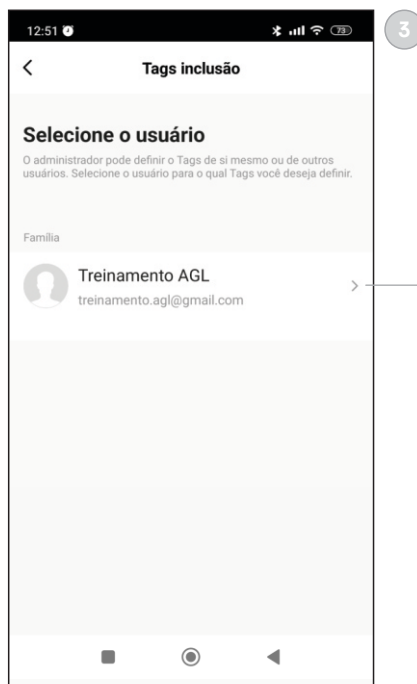 12:51
73
3
Tags inclusão
Selecione o usuário
O administrador pode definir o Tags de si mesmo ou de outros
usuários. Selecione o usuário para o qual Tags você deseja definir.
Família
Treinamento AGL
treinamento.agl@gmail.com